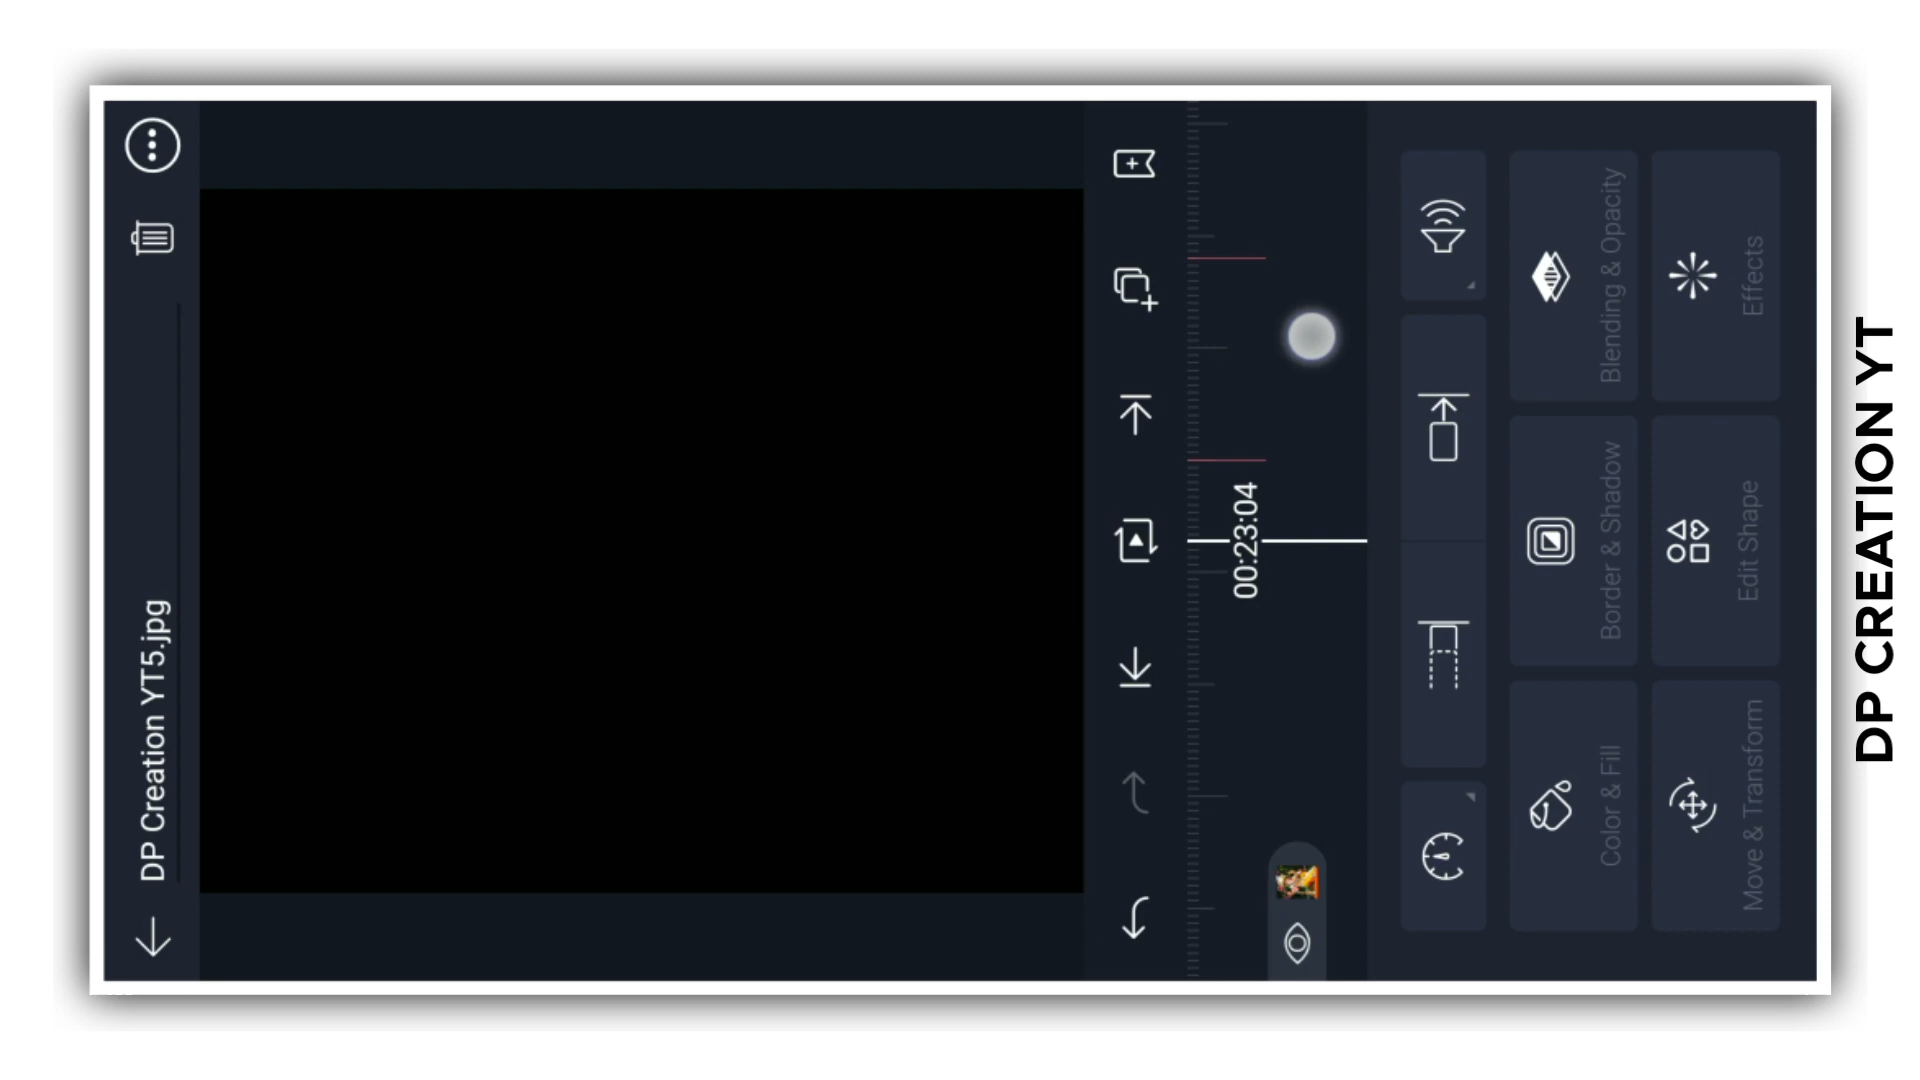 DP Creation YT5.jpg
00:23:04
Color & Fill
Border & Shadow
Blending & Opacity
Move & Transform
Edit Shape
Effects
DP CREATION YT